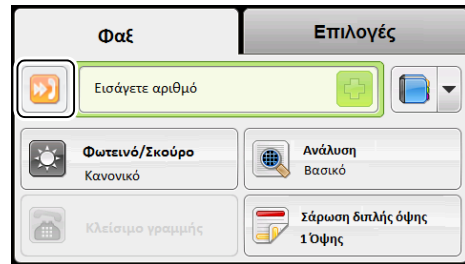 Φαξ
Επιλογές
Εισάγετε αριθμό
Φωτεινό/Σκούρο
Κανονικό
Ανάλυση
Βασικό
Κλείσιμο γραμμής
Σάρωση διπλής όψης
1 Όψης